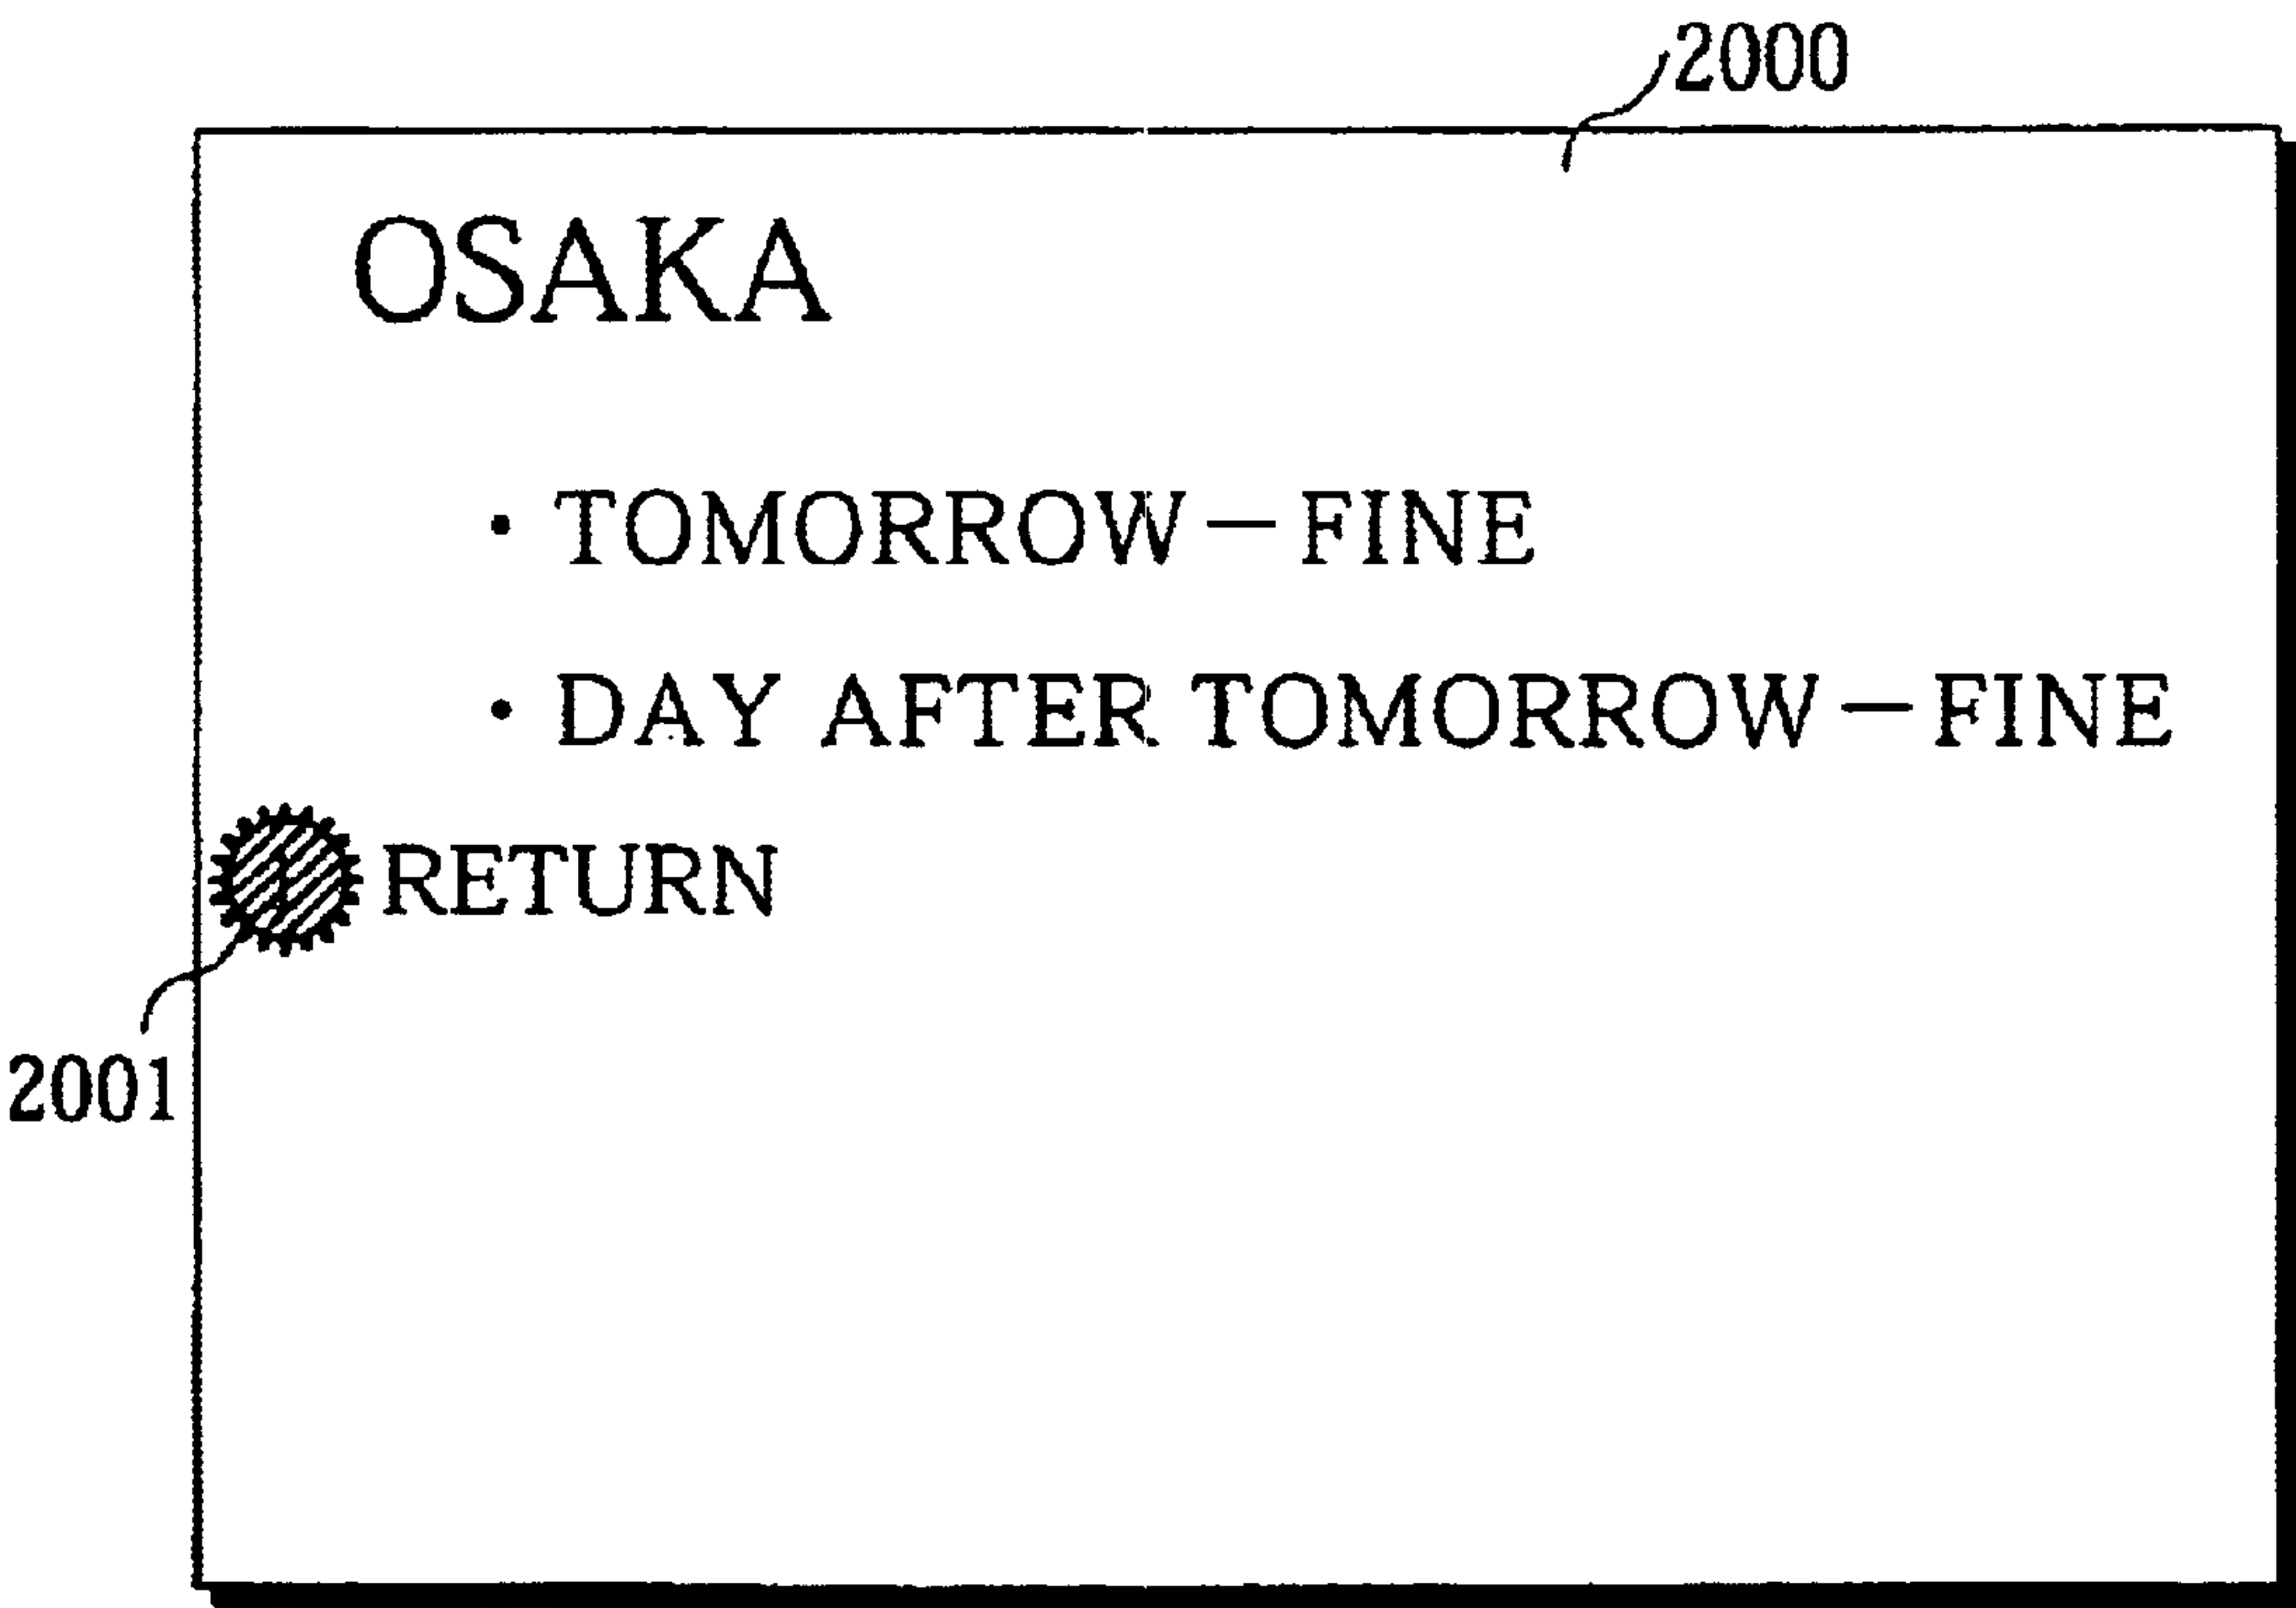 2000
OSAKA
・TOMORROW—FINE
・DAY AFTER TOMORROW—FINE
RETURN
2001